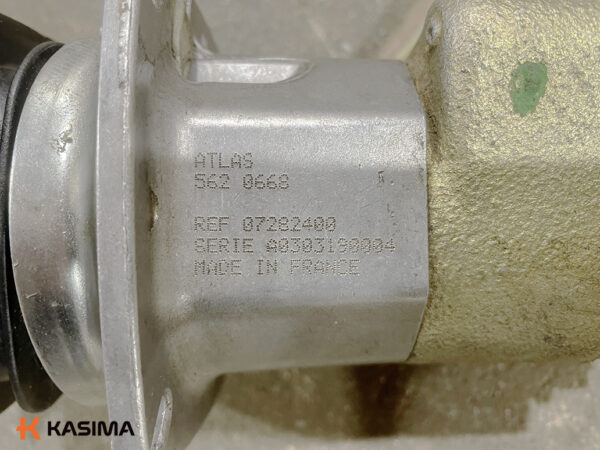 ATLAS
562 0668
REF 07282400
SERIE A0303190004
MADE IN FRANCE
KASIMA